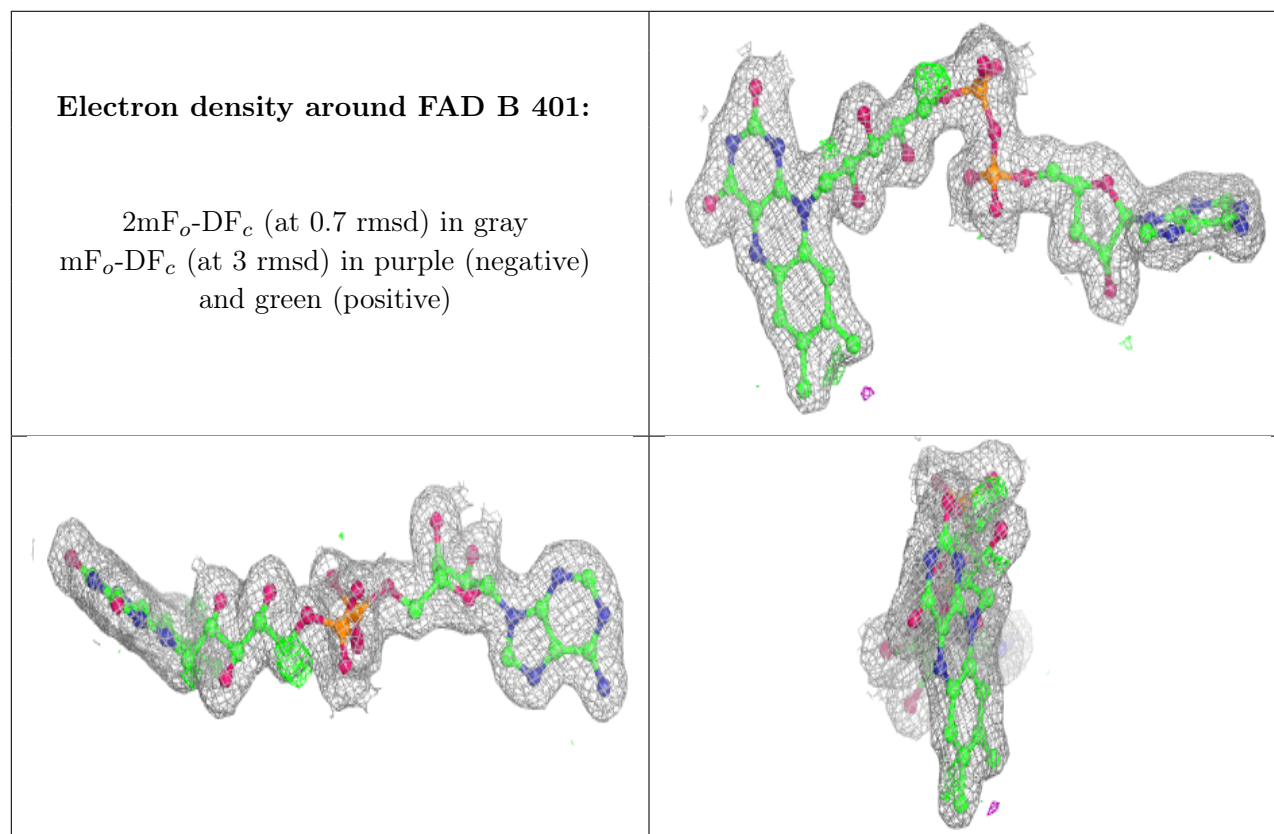 Electron density around FAD B 401:
2mFₒ-DF𝒸 (at 0.7 rmsd) in gray
mFₒ-DF𝒸 (at 3 rmsd) in purple (negative)
and green (positive)